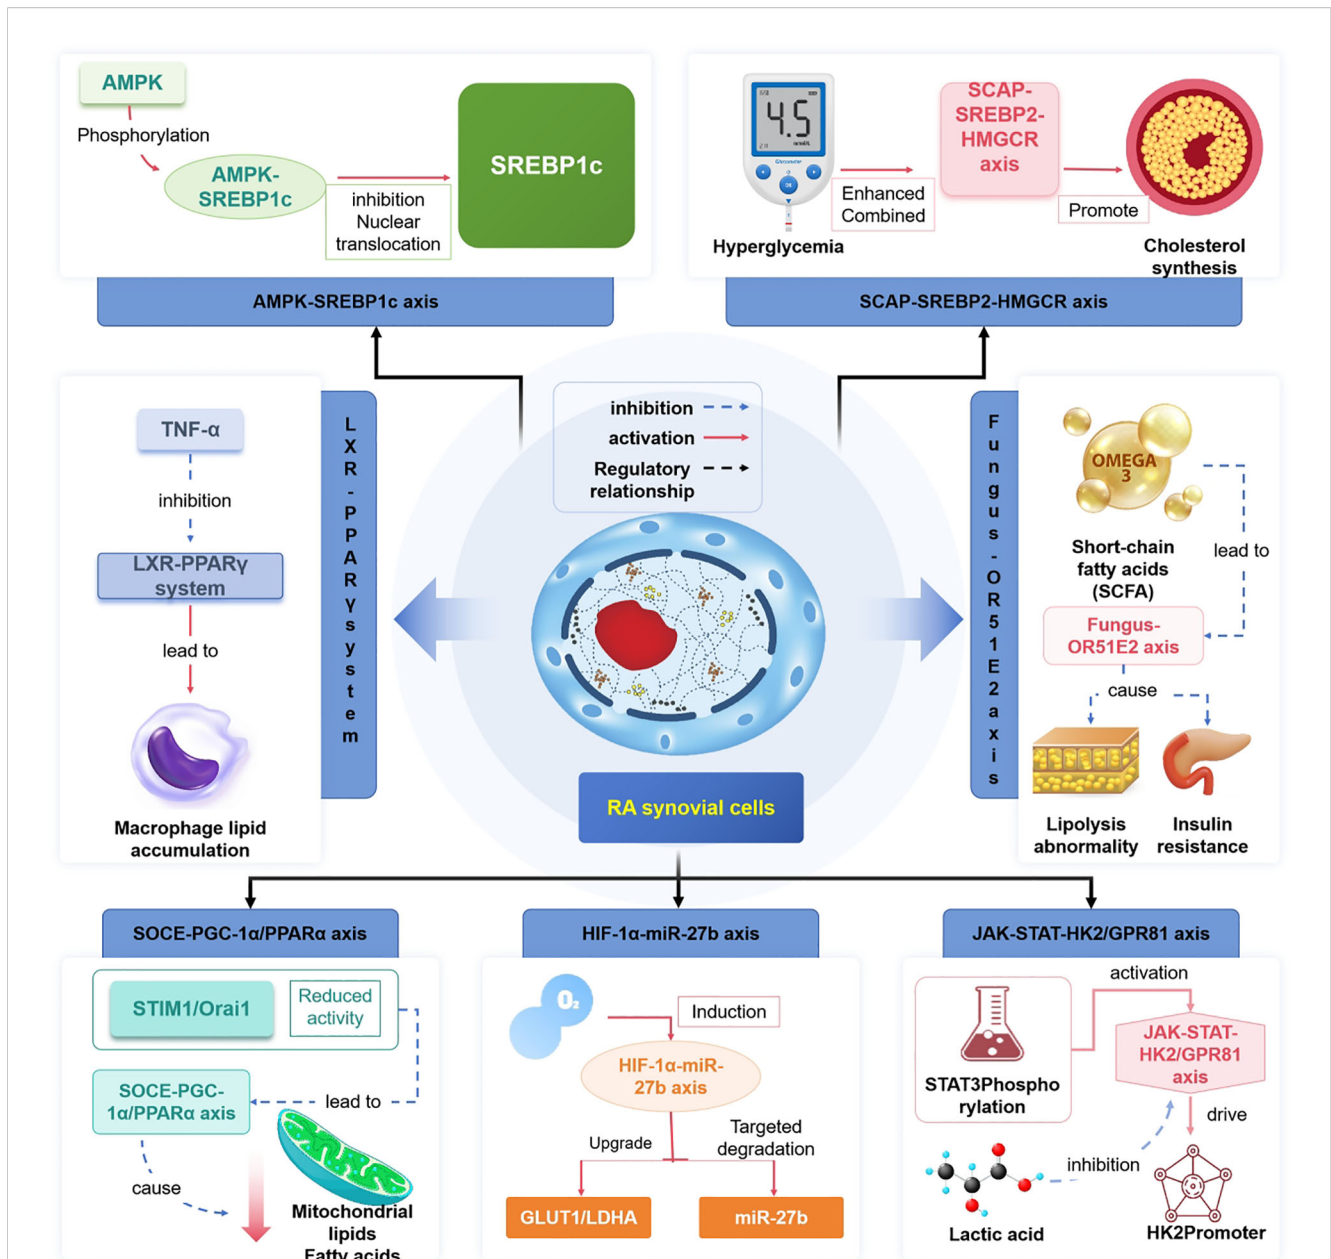 AMPK
Phosphorylation
AMPK-
SREBP1c
inhibition
Nuclear
translocation
SREBP1c
AMPK-SREBP1c axis
4.5
mmol/L
Glucometer
OK
Hyperglycemia
Enhanced
Combined
SCAP-
SREBP2-
HMGCR
axis
Promote
Cholesterol
synthesis
SCAP-SREBP2-HMGCR axis
TNF-α
inhibition
LXR-PPARγ
system
lead to
Macrophage lipid
accumulation
LXR-PPARγsystem
inhibition
activation
Regulatory
relationship
RA synovial cells
Fungus-OR51E2axis
OMEGA
3
Short-chain
fatty acids
(SCFA)
lead to
Fungus-
OR51E2 axis
cause
Lipolysis
abnormality
Insulin
resistance
SOCE-PGC-1α/PPARα axis
STIM1/Orai1
Reduced
activity
SOCE-PGC-
1α/PPARα axis
lead to
cause
Mitochondrial
lipids
Fatty acids
HIF-1α-miR-27b axis
O2
Induction
HIF-1α-miR-
27b axis
Upgrade
Targeted
degradation
GLUT1/LDHA
miR-27b
JAK-STAT-HK2/GPR81 axis
activation
STAT3Phospho
rylation
JAK-STAT-
HK2/GPR81
axis
drive
inhibition
Lactic acid
HK2Promoter